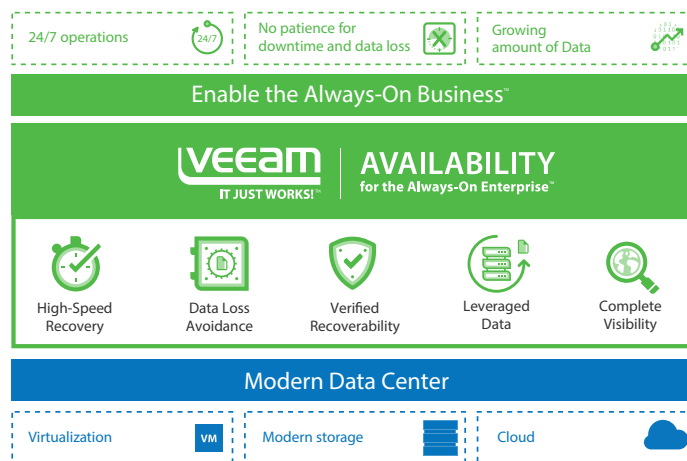 24/7 operations
24/7
No patience for
downtime and data loss
Growing
amount of Data
Enable the Always-On Business™
veeam
IT JUST WORKS!™
AVAILABILITY
for the Always-On Enterprise™
High-Speed
Recovery
Data Loss
Avoidance
Verified
Recoverability
Leveraged
Data
Complete
Visibility
Modern Data Center
Virtualization
VM
Modern storage
Cloud